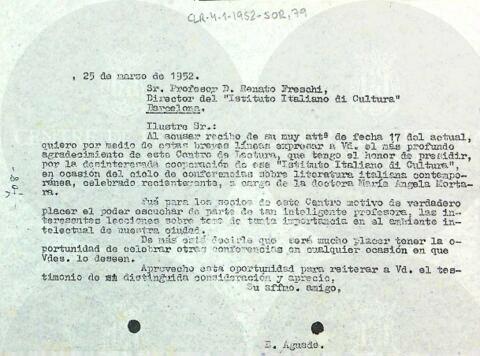 CLR-4-1-1952-SOR,79
, 25 de marzo de 1952.
Sr. Profesor D. Renato Freschi,
Director del "Istituto Italiano di Cultura"
Barcelona.
Ilustre Sr.:
Al acusar recibo de su muy attª de fecha 17 del actual,
quiero por medio de estas breves lineas expresar a Vd. el mas profundo
agradecimiento de este Centro de Lectura, que tengo el honor de presidir,
por la desinteresada cooperación de ese "Istituto Italiano di Cultura",
en ocasión del ciclo de conferencias sobre literatura italiana contempo-
ránea, celebrado recientemente, a cargo de la doctora María Angela Morta-
ra.
Fué para los socios de este Centro motivo de verdadero
placer el poder escuchar de parte de tan inteligente profesora, las in-
teresantes lecciones sobre tema de tanta importancia en el ambiente in-
telectual de nuestra ciudad.
De más está decirle que será mucho placer tener la o-
portunidad de celebrar otras conferencias en cualquier ocasión en que
Vdes. lo deseen.
Aprovecho esta oportunidad para reiterar a Vd. el tes-
timonio de mi distinguida consideración y aprecio,
Su affmo. amigo,
E. Aguadé.